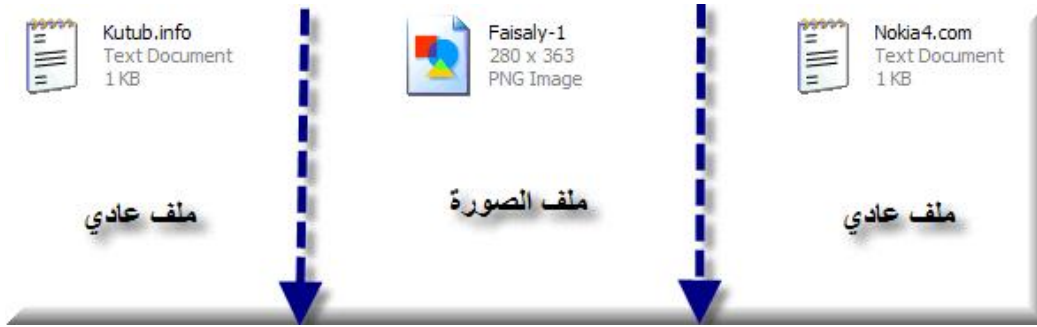 Kutub.info
Text Document
1 KB
Faisaly-1
280 x 363
PNG Image
Nokia4.com
Text Document
1 KB
ملف عادي
ملف الصورة
ملف عادي